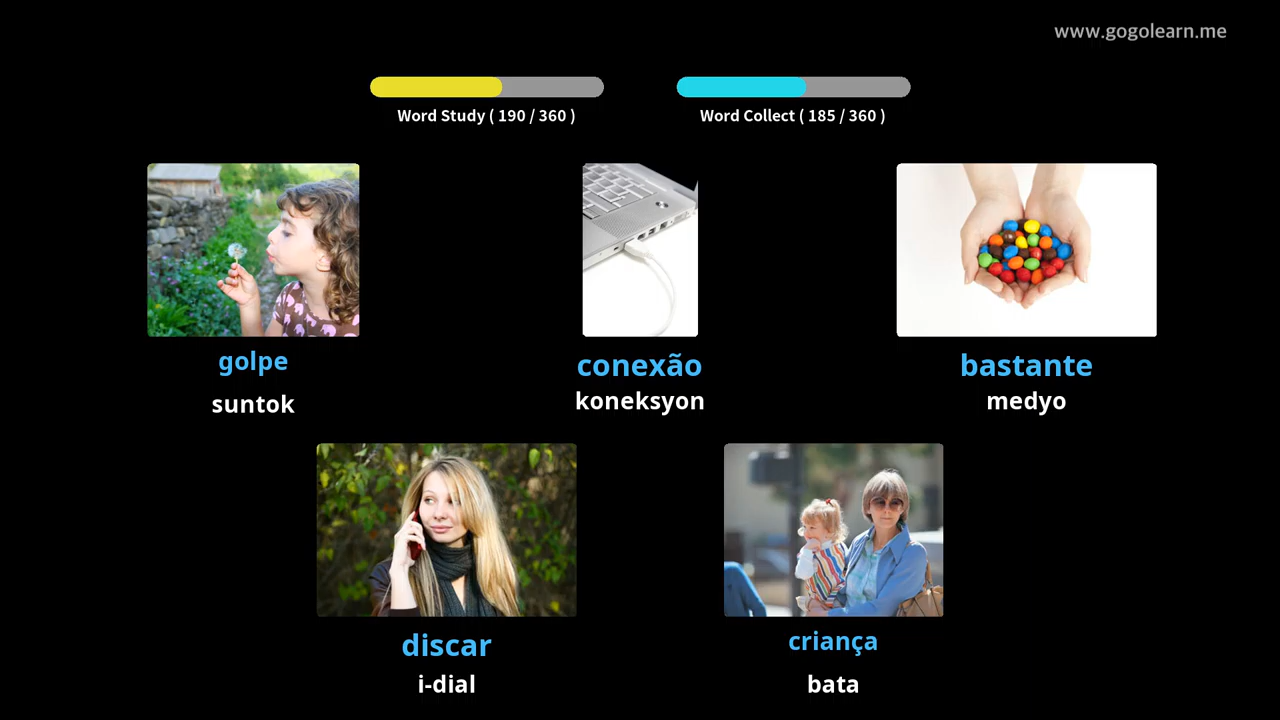 www.gogolearn.me
Word Study ( 190 / 360 )
Word Collect ( 185 / 360 )
golpe
suntok
conexão
koneksyon
bastante
medyo
discar
i-dial
criança
bata